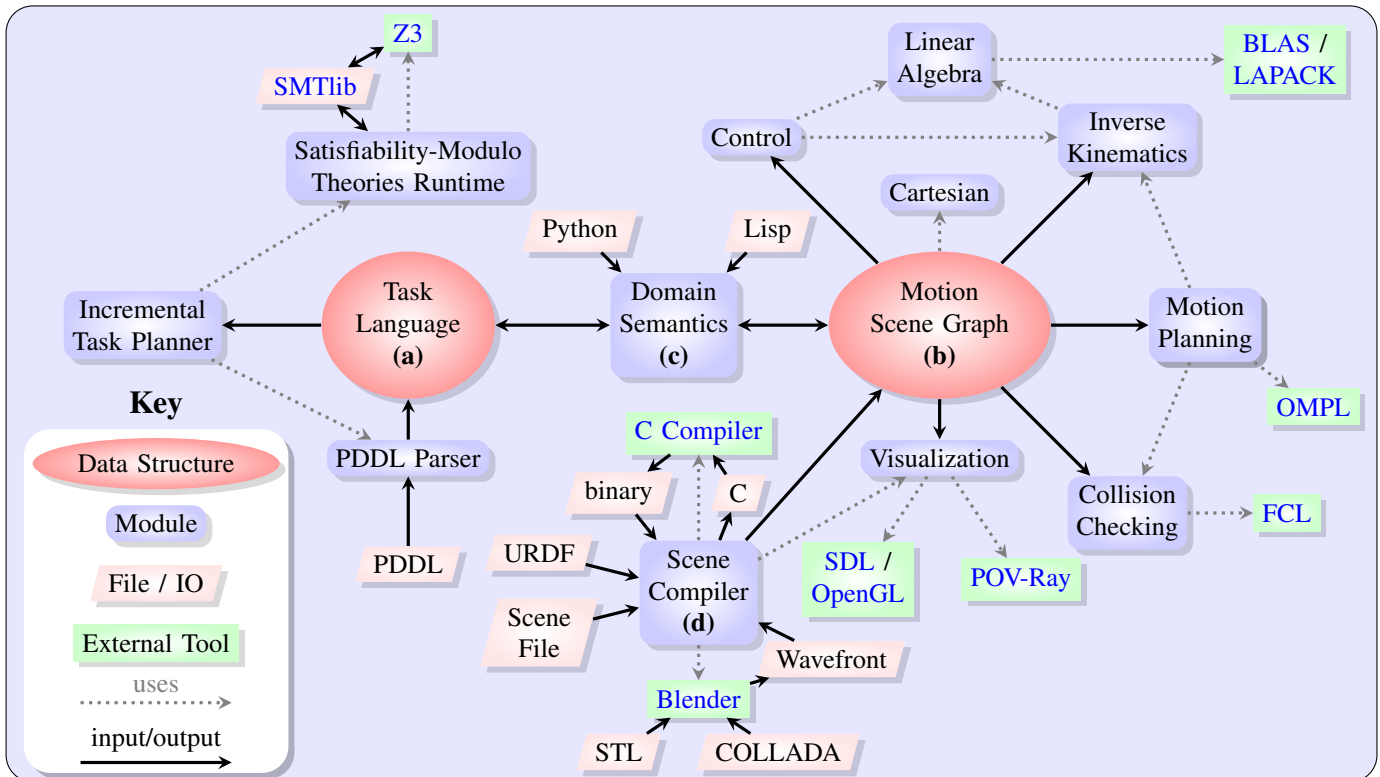 Z3
SMTlib
Satisfiability-Modulo
Theories Runtime
Linear
Algebra
BLAS /
LAPACK
Control
Inverse
Kinematics
Cartesian
Python
Lisp
Incremental
Task Planner
Task
Language
(a)
Domain
Semantics
(c)
Motion
Scene Graph
(b)
Motion
Planning
OMPL
PDDL Parser
PDDL
C Compiler
binary
C
Visualization
Collision
Checking
FCL
URDF
Scene
File
Scene
Compiler
(d)
SDL /
OpenGL
POV-Ray
Wavefront
Blender
STL
COLLADA
Key
Data Structure
Module
File / IO
External Tool
uses
input/output